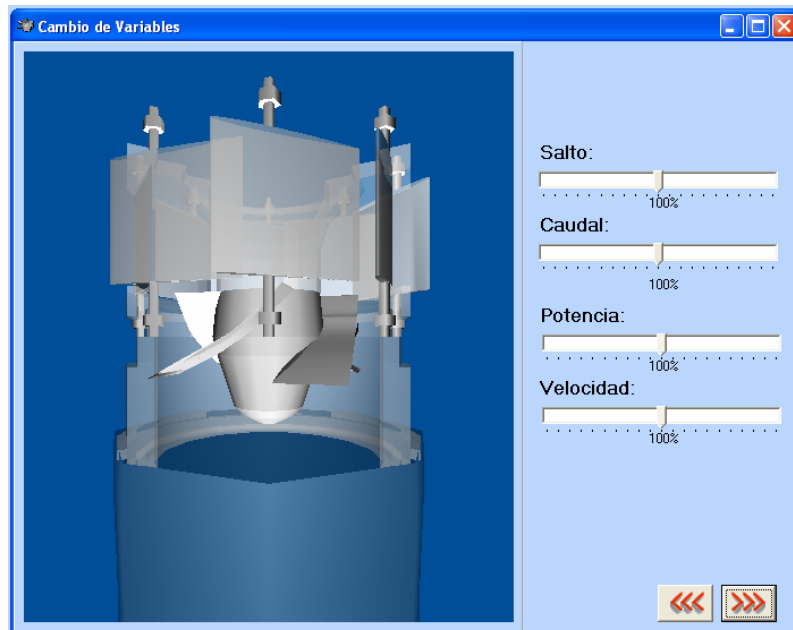 Cambio de Variables
Salto:
100%
Caudal:
100%
Potencia:
100%
Velocidad:
100%